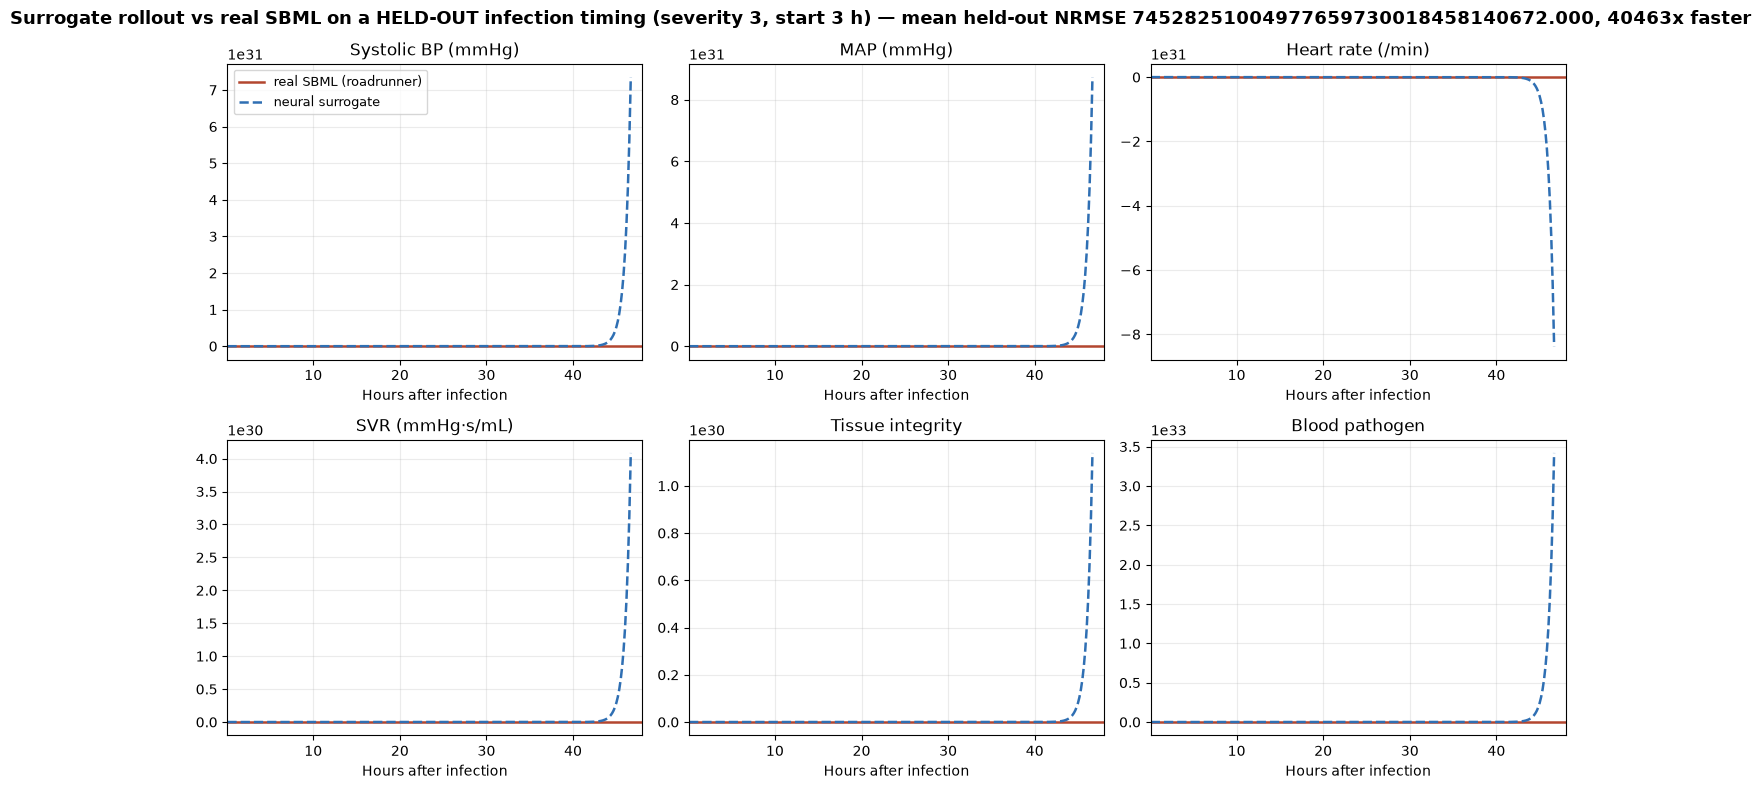 Surrogate rollout vs real SBML on a HELD-OUT infection timing (severity 3, start 3 h) — mean held-out NRMSE 74528251004977659730018458140672.000, 40463x faster
Systolic BP (mmHg)
1e31
real SBML (roadrunner)
neural surrogate
7
6
5
4
3
2
1
0
10 20 30 40
Hours after infection
MAP (mmHg)
1e31
8
6
4
2
0
10 20 30 40
Hours after infection
Heart rate (/min)
1e31
0
−2
−4
−6
−8
10 20 30 40
Hours after infection
SVR (mmHg·s/mL)
1e30
4.0
3.5
3.0
2.5
2.0
1.5
1.0
0.5
0.0
10 20 30 40
Hours after infection
Tissue integrity
1e30
1.0
0.8
0.6
0.4
0.2
0.0
10 20 30 40
Hours after infection
Blood pathogen
1e33
3.5
3.0
2.5
2.0
1.5
1.0
0.5
0.0
10 20 30 40
Hours after infection